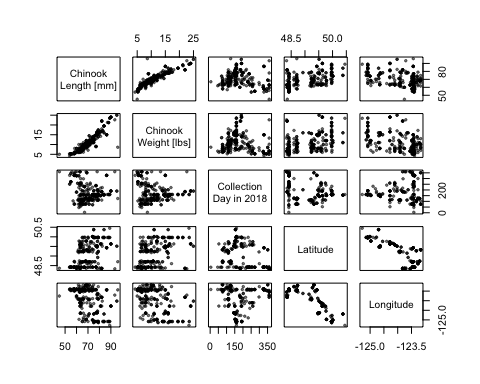 5 15 25
48.5 50.0
Chinook
Length [mm]
50 80
5 15
Chinook
Weight [lbs]
Collection
Day in 2018
0 200
48.5 50.5
Latitude
Longitude
-125.0
50 70 90
0 150 350
-125.0 -123.5